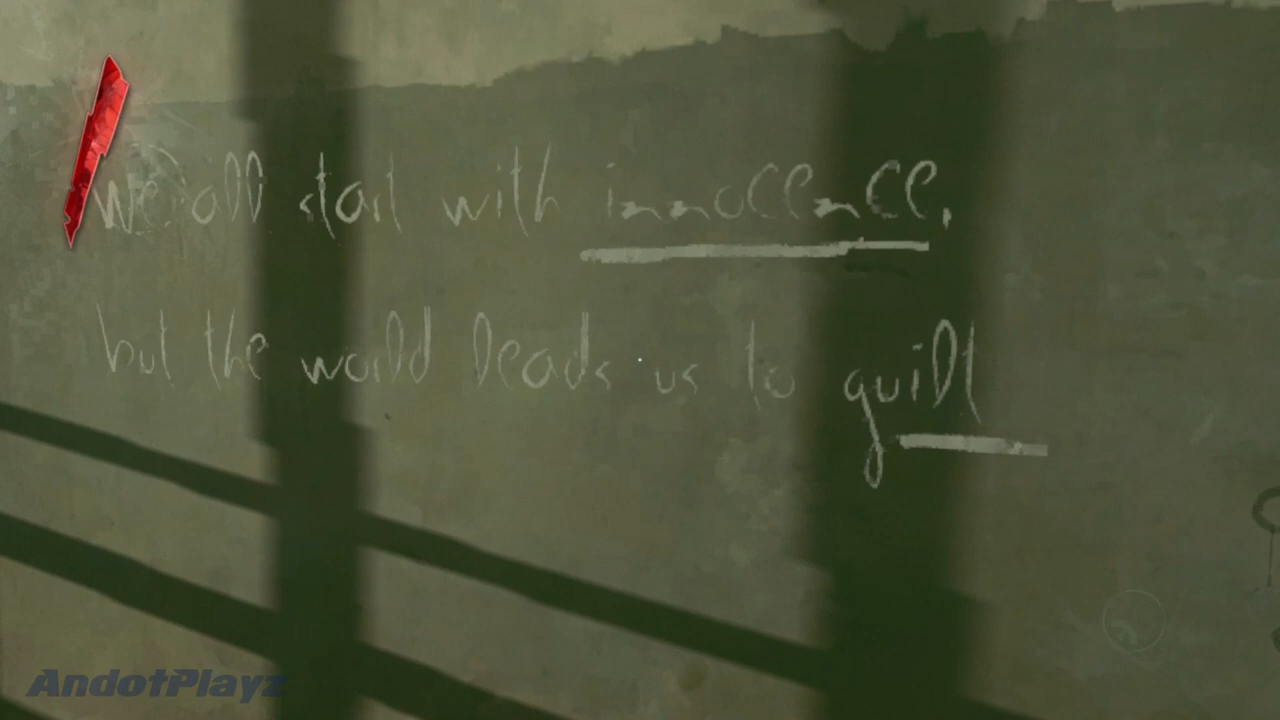 We all start with innocence,
but the world leads us to guilt
AndotPlayz